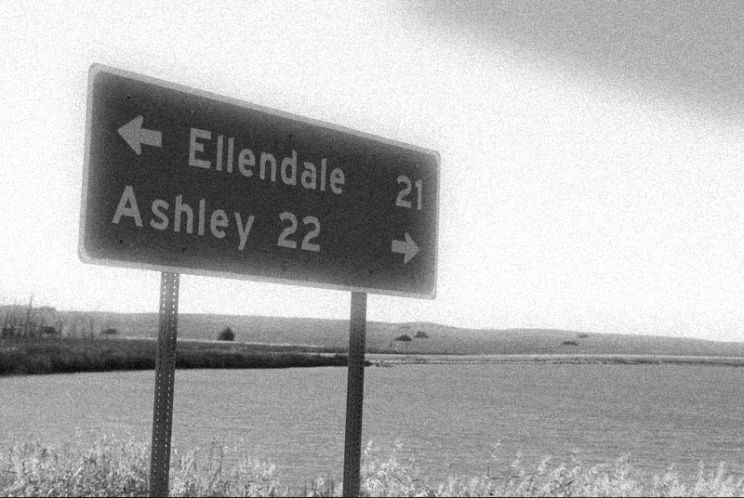 ← Ellendale 21
Ashley 22 →